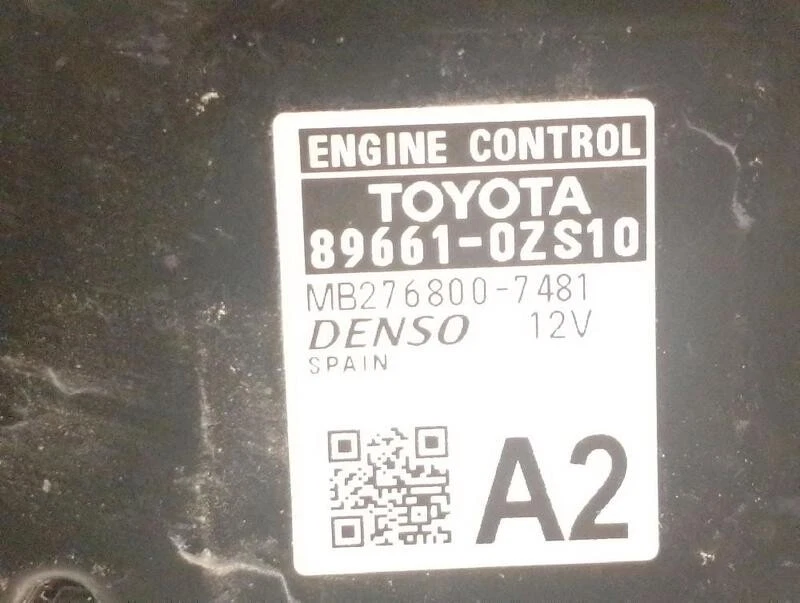 ENGINE CONTROL
TOYOTA
89661-0ZS10
MB276800-7481
DENSO 12V
SPAIN
A2